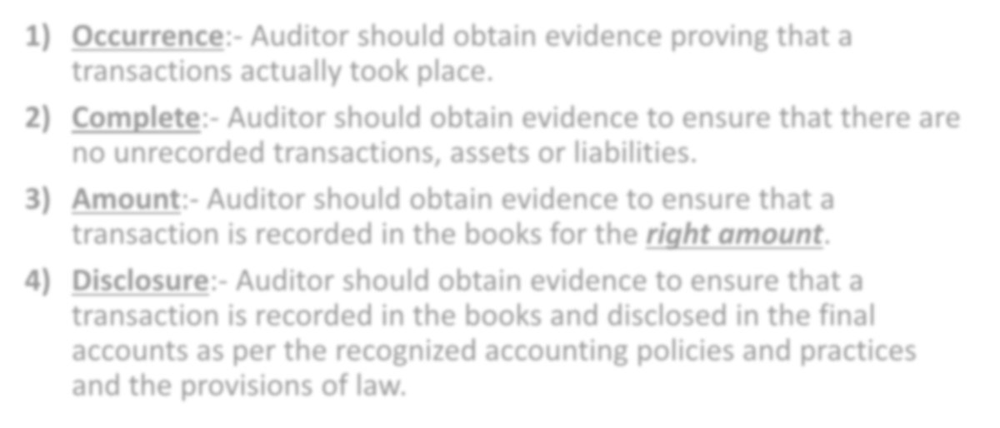 1) Occurrence:- Auditor should obtain evidence proving that a
transactions actually took place.
2) Complete:- Auditor should obtain evidence to ensure that there are
no unrecorded transactions, assets or liabilities.
3) Amount:- Auditor should obtain evidence to ensure that a
transaction is recorded in the books for the right amount.
4) Disclosure:- Auditor should obtain evidence to ensure that a
transaction is recorded in the books and disclosed in the final
accounts as per the recognized accounting policies and practices
and the provisions of law.